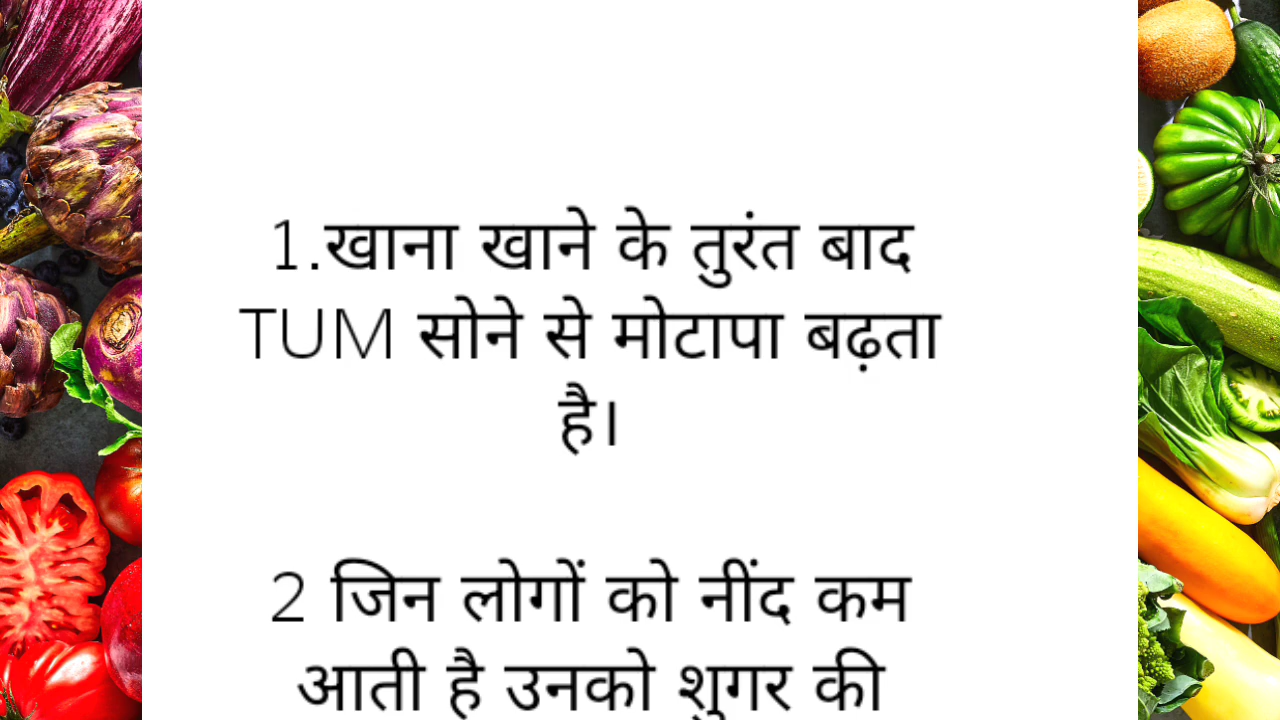 1.खाना खाने के तुरंत बाद
TUM सोने से मोटापा बढ़ता
है।
2 जिन लोगों को नींद कम
आती है उनको शुगर की